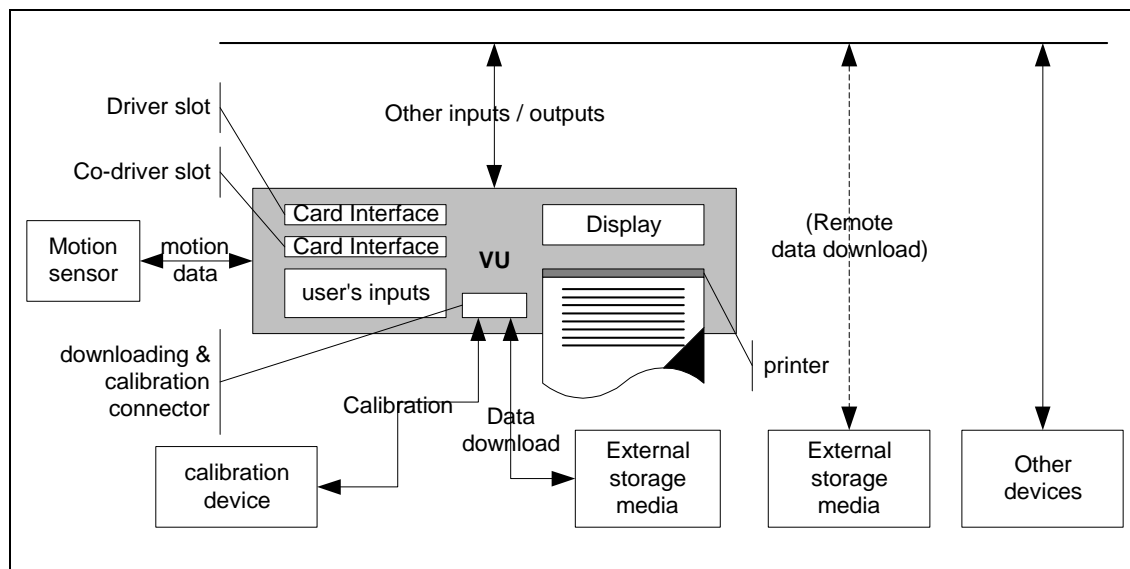 Driver slot
Other inputs / outputs
Co-driver slot
Card Interface
Card Interface
Display
(Remote
data download)
Motion
sensor
motion
data
VU
user's inputs
downloading &
calibration
connector
printer
Calibration
Data
download
calibration
device
External
storage
media
External
storage
media
Other
devices